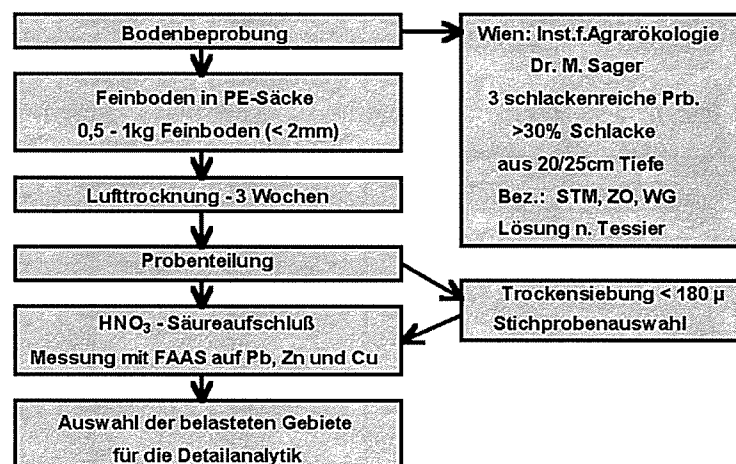 Bodenbeprobung
Feinboden in PE-Säcke
0,5 - 1kg Feinboden (< 2mm)
Lufttrocknung - 3 Wochen
Probenteilung
HNO₃ - Säureaufschluß
Messung mit FAAS auf Pb, Zn und Cu
Auswahl der belasteten Gebiete
für die Detailanalytik
Wien: Inst.f.Agrarökologie
Dr. M. Sager
3 schlackenreiche Prb.
>30% Schlacke
aus 20/25cm Tiefe
Bez.: STM, ZO, WG
Lösung n. Tessier
Trockensiebung < 180 µ
Stichprobenauswahl